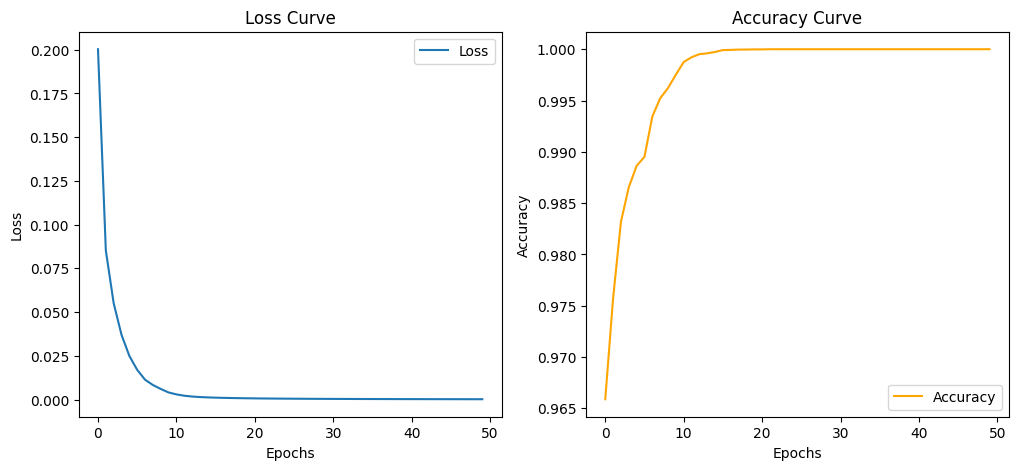 Loss Curve
Loss
0.200
0.175
0.150
0.125
0.100
0.075
0.050
0.025
0.000
Loss
0 10 20 30 40 50
Epochs
Accuracy Curve
1.000
0.995
0.990
0.985
0.980
0.975
0.970
0.965
Accuracy
Accuracy
0 10 20 30 40 50
Epochs